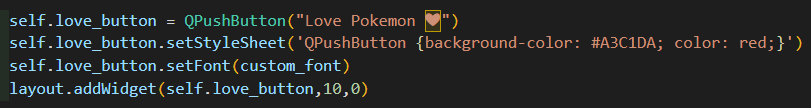 self.love_button = QPushButton("Love Pokemon ❤")
self.love_button.setStyleSheet('QPushButton {background-color: #A3C1DA; color: red;}')
self.love_button.setFont(custom_font)
layout.addWidget(self.love_button,10,0)